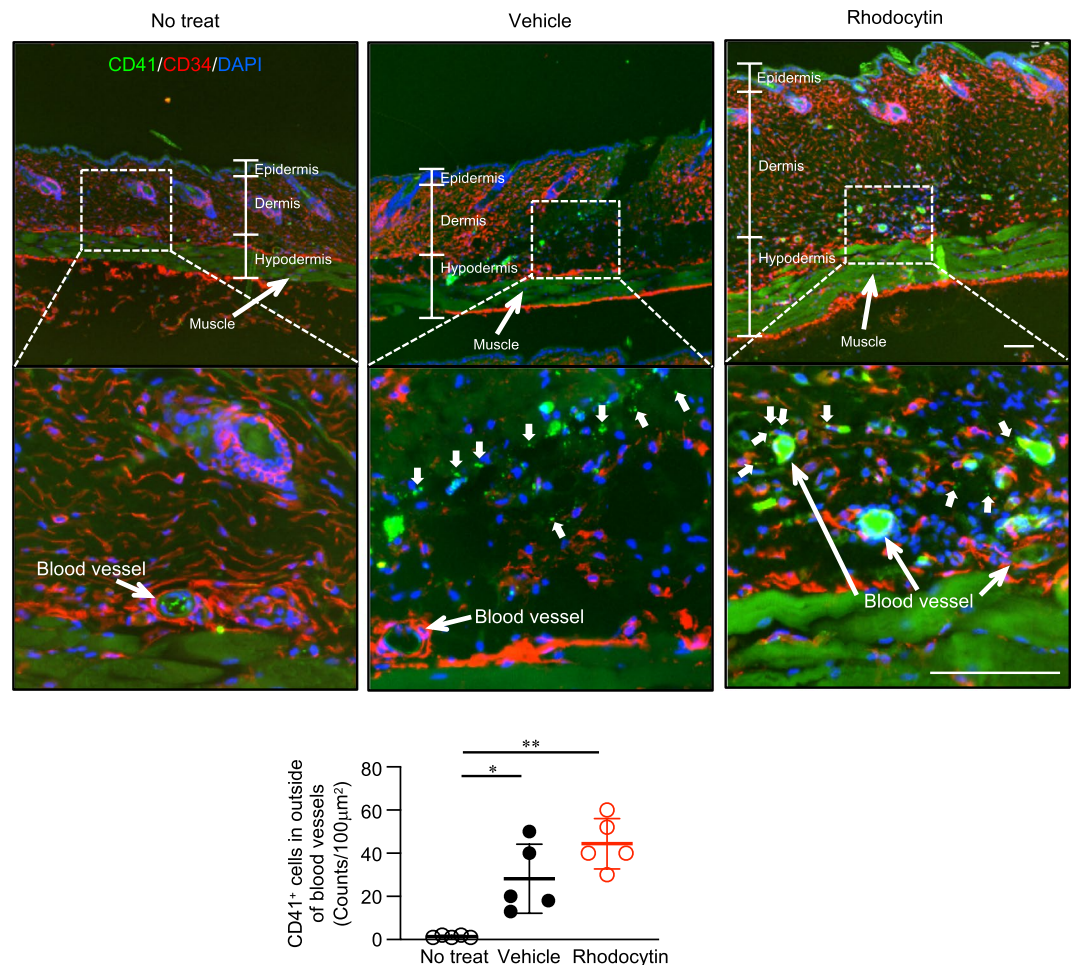 No treat
Vehicle
Rhodocytin
CD41/CD34/DAPI
Epidermis
Dermis
Hypodermis
Muscle
Epidermis
Dermis
Hypodermis
Muscle
Epidermis
Dermis
Hypodermis
Muscle
Blood vessel
Blood vessel
Blood vessel
**
*
80
60
40
20
0
CD41⁺ cells in outside
of blood vessels
(Counts/100μm²)
No treat
Vehicle
Rhodocytin